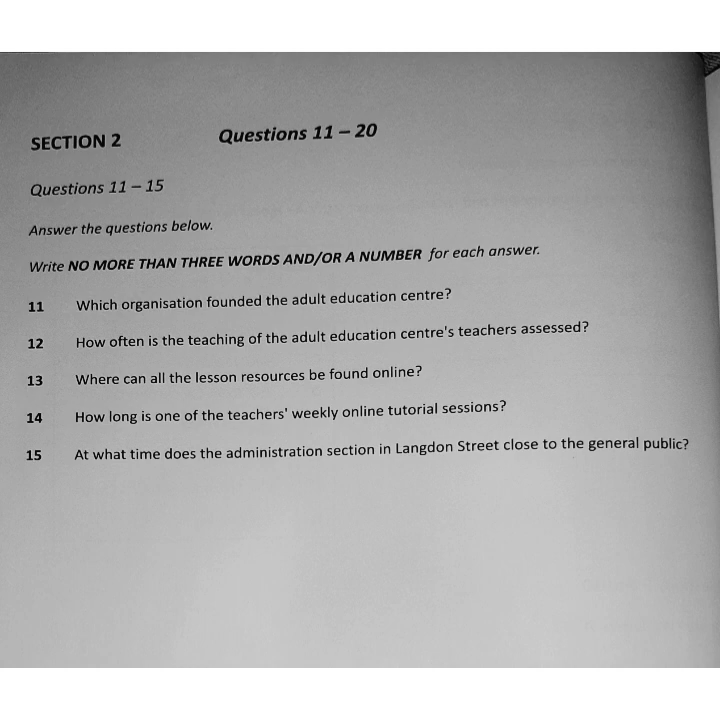 SECTION 2 Questions 11 – 20
Questions 11 – 15
Answer the questions below.
Write NO MORE THAN THREE WORDS AND/OR A NUMBER for each answer.
11 Which organisation founded the adult education centre?
12 How often is the teaching of the adult education centre's teachers assessed?
13 Where can all the lesson resources be found online?
14 How long is one of the teachers' weekly online tutorial sessions?
15 At what time does the administration section in Langdon Street close to the general public?